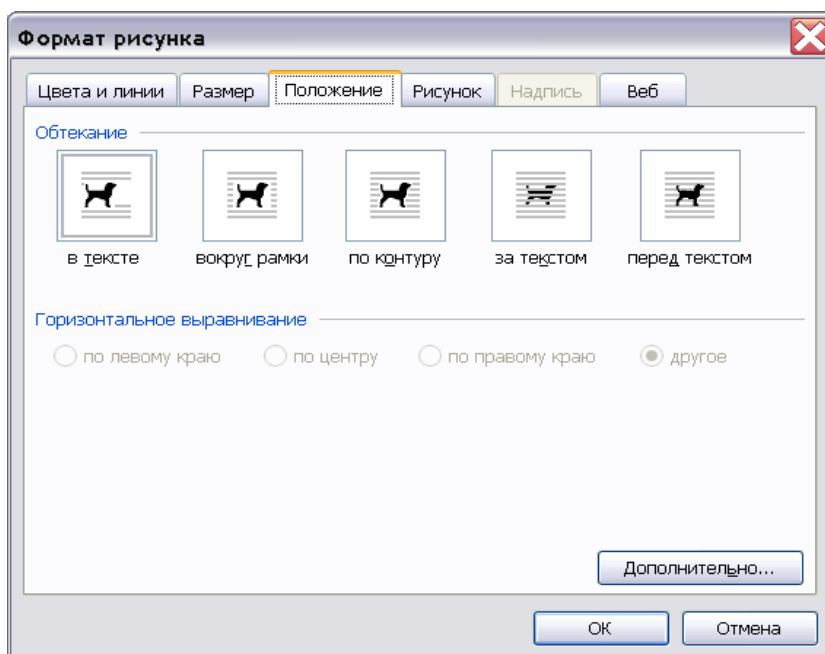 Формат рисунка
Цвета и линии Размер Положение Рисунок Надпись Веб
Обтекание
в тексте вокруг рамки по контуру за текстом перед текстом
Горизонтальное выравнивание
по левому краю по центру по правому краю другое
Дополнительно...
ОК Отмена